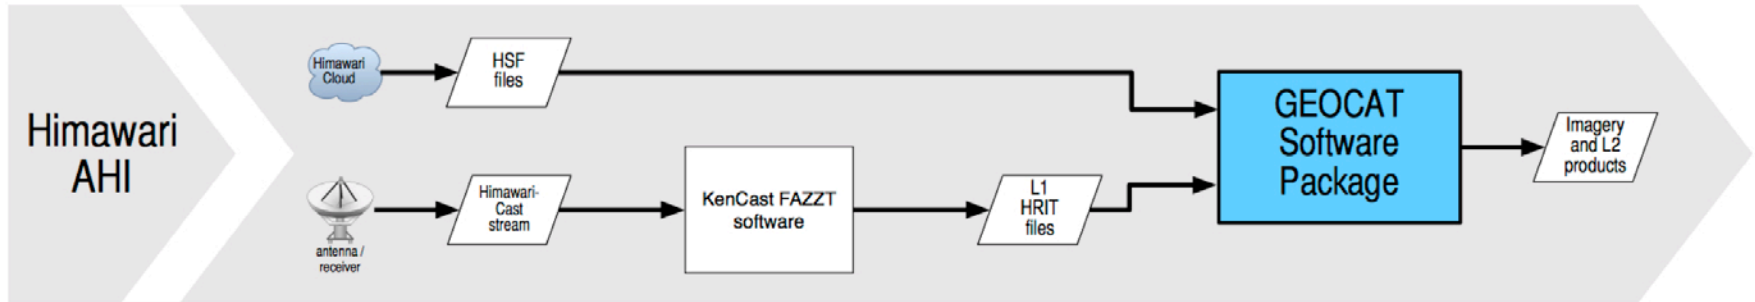 Himawari
AHI
Himawari
Cloud
HSF
files
antenna /
receiver
Himawari-
Cast
stream
KenCast FAZZT
software
L1
HRIT
files
GEOCAT
Software
Package
Imagery
and L2
products